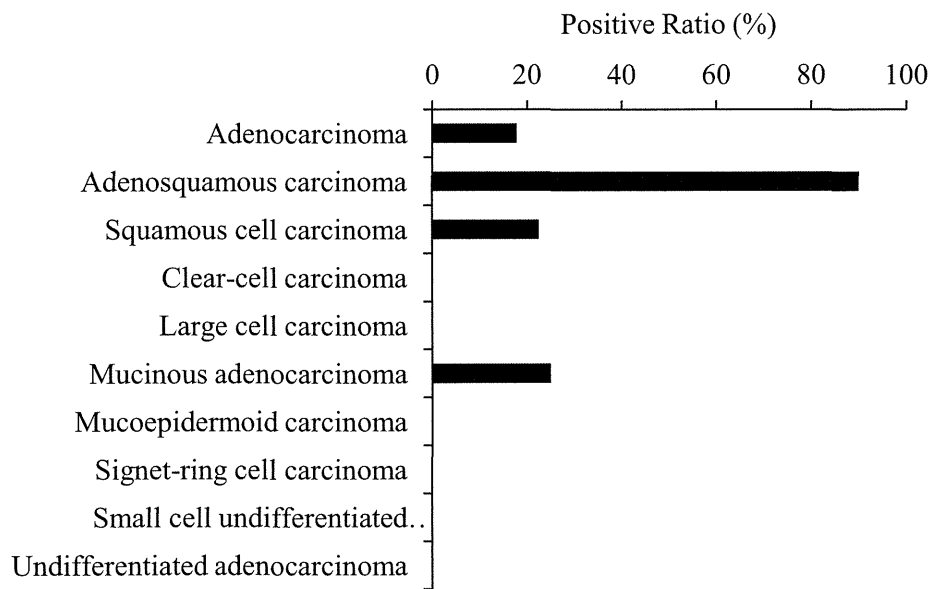 Positive Ratio (%)
0 20 40 60 80 100
Adenocarcinoma
Adenosquamous carcinoma
Squamous cell carcinoma
Clear-cell carcinoma
Large cell carcinoma
Mucinous adenocarcinoma
Mucoepidermoid carcinoma
Signet-ring cell carcinoma
Small cell undifferentiated..
Undifferentiated adenocarcinoma